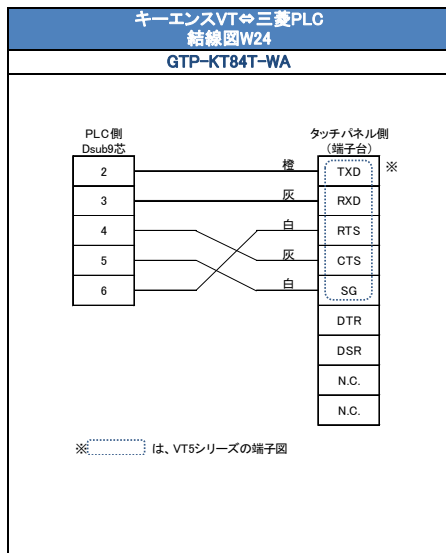 キーエンスVT⇔三菱PLC
結線図W24
GTP-KT84T-WA
PLC側
Dsub9芯
タッチパネル側
(端子台)
2 橙 TXD ※
3 灰 RXD
4 白 RTS
5 灰 CTS
6 白 SG
DTR
DSR
N.C.
N.C.
※ は、VT5シリーズの端子図